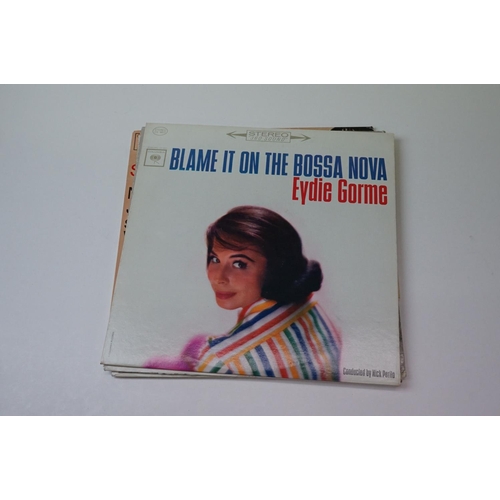 STEREO
BLAME IT ON THE BOSSA NOVA
Eydie Gorme
Conducted by Nick Perito